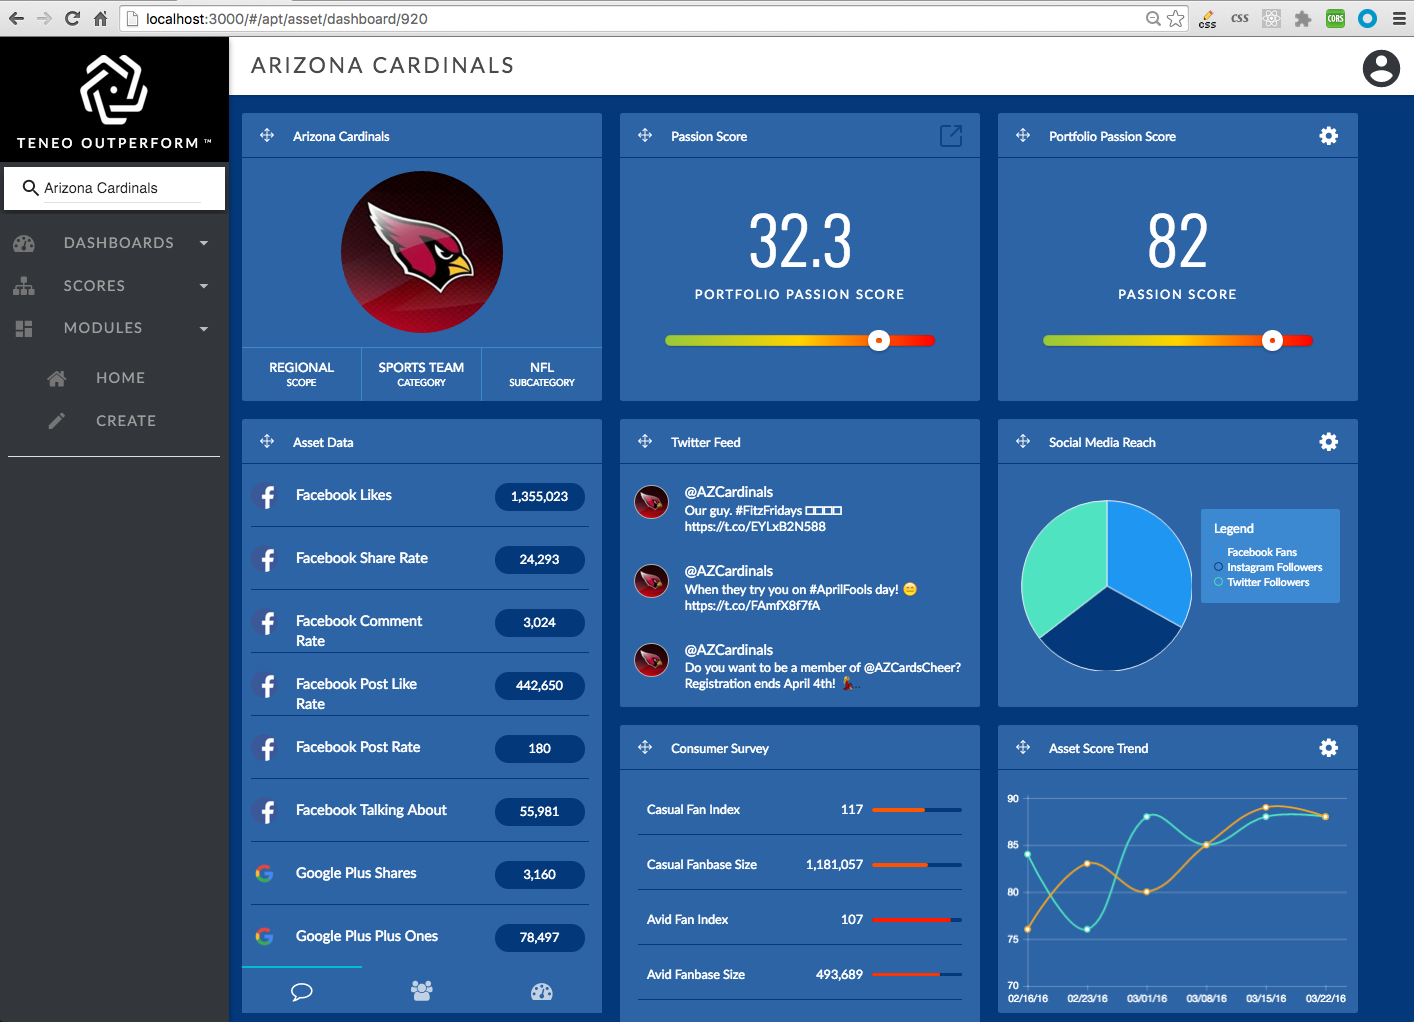 localhost:3000/#/apt/asset/dashboard/920
css
CSS
CORS
TENEO OUTPERFORM™
ARIZONA CARDINALS
Arizona Cardinals
DASHBOARDS
SCORES
MODULES
HOME
CREATE
Arizona Cardinals
REGIONAL
SCOPE
SPORTS TEAM
CATEGORY
NFL
SUBCATEGORY
Passion Score
32.3
PORTFOLIO PASSION SCORE
Portfolio Passion Score
82
PASSION SCORE
Asset Data
Facebook Likes 1,355,023
Facebook Share Rate 24,293
Facebook Comment 3,024
Rate
Facebook Post Like 442,650
Rate
Facebook Post Rate 180
Facebook Talking About 55,981
Google Plus Shares 3,160
Google Plus Plus Ones 78,497
Twitter Feed
@AZCardinals
Our guy. #FitzFridays □□□□
https://t.co/EYLxB2N588
@AZCardinals
When they try you on #AprilFools day! 😑
https://t.co/FAmfX8f7fA
@AZCardinals
Do you want to be a member of @AZCardsCheer?
Registration ends April 4th! 💃..
Social Media Reach
Legend
Facebook Fans
Instagram Followers
Twitter Followers
Consumer Survey
Casual Fan Index 117
Casual Fanbase Size 1,181,057
Avid Fan Index 107
Avid Fanbase Size 493,689
Asset Score Trend
90
85
80
75
70
02/16/16 02/23/16 03/01/16 03/08/16 03/15/16 03/22/16